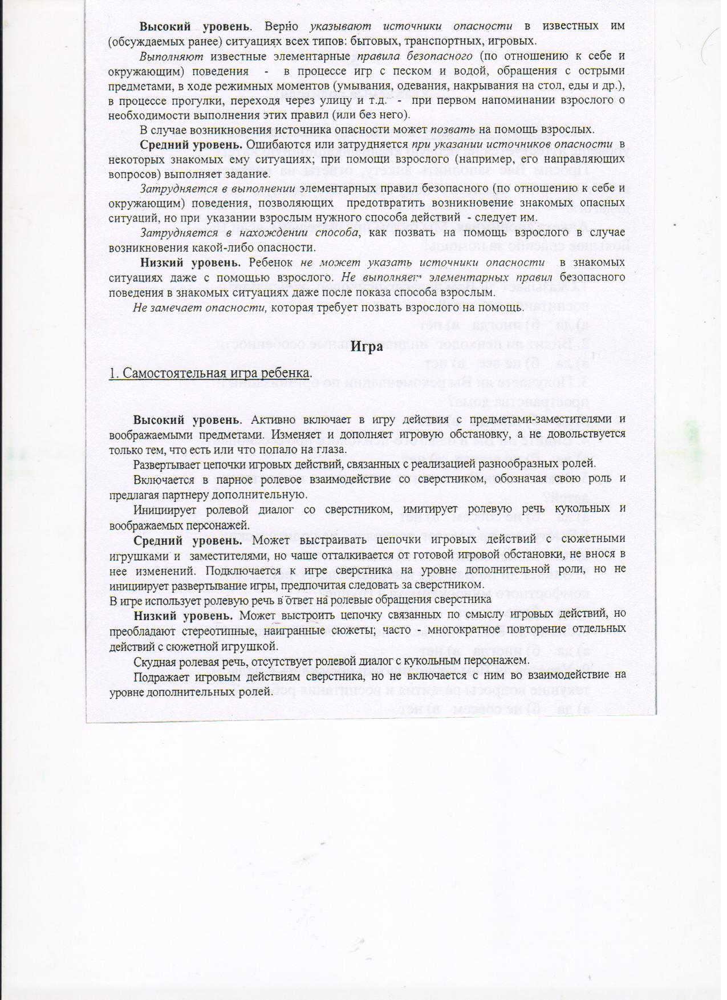 Высокий уровень. Верно указывают источники опасности в известных им
(обсуждаемых ранее) ситуациях всех типов: бытовых, транспортных, игровых.
Выполняют известные элементарные правила безопасного (по отношению к себе и
окружающим) поведения - в процессе игр с песком и водой, обращения с острыми
предметами, в ходе режимных моментов (умывания, одевания, накрывания на стол, еды и др.),
в процессе прогулки, переходя через улицу и т.д. - при первом напоминании взрослого о
необходимости выполнения этих правил (или без него).
В случае возникновения источника опасности может позвать на помощь взрослых.
Средний уровень. Ошибаются или затрудняется при указании источников опасности в
некоторых знакомых ему ситуациях; при помощи взрослого (например, его направляющих
вопросов) выполняет задание.
Затрудняется в выполнении элементарных правил безопасного (по отношению к себе и
окружающим) поведения, позволяющих предотвратить возникновение знакомых опасных
ситуаций, но при указании взрослым нужного способа действий - следует им.
Затрудняется в нахождении способа, как позвать на помощь взрослого в случае
возникновения какой-либо опасности.
Низкий уровень. Ребенок не может указать источники опасности в знакомых
ситуациях даже с помощью взрослого. Не выполняет элементарных правил безопасного
поведения в знакомых ситуациях даже после показа способа взрослым.
Не замечает опасности, которая требует позвать взрослого на помощь.
Игра
1. Самостоятельная игра ребенка.
Высокий уровень. Активно включает в игру действия с предметами-заместителями и
воображаемыми предметами. Изменяет и дополняет игровую обстановку, а не довольствуется
только тем, что есть или что попало на глаза.
Развертывает цепочки игровых действий, связанных с реализацией разнообразных ролей.
Включается в парное ролевое взаимодействие со сверстником, обозначая свою роль и
предлагая партнеру дополнительную.
Инициирует ролевой диалог со сверстником, имитирует ролевую речь кукольных и
воображаемых персонажей.
Средний уровень. Может выстраивать цепочки игровых действий с сюжетными
игрушками и заместителями, но чаще отталкивается от готовой игровой обстановки, не внося в
нее изменений. Подключается к игре сверстника на уровне дополнительной роли, но не
инициирует развертывание игры, предпочитая следовать за сверстником.
В игре использует ролевую речь в ответ на ролевые обращения сверстника
Низкий уровень. Может выстроить цепочку связанных по смыслу игровых действий, но
преобладают стереотипные, наигранные сюжеты; часто - многократное повторение отдельных
действий с сюжетной игрушкой.
Скудная ролевая речь, отсутствует ролевой диалог с кукольным персонажем.
Подражает игровым действиям сверстника, но не включается с ним во взаимодействие на
уровне дополнительных ролей.